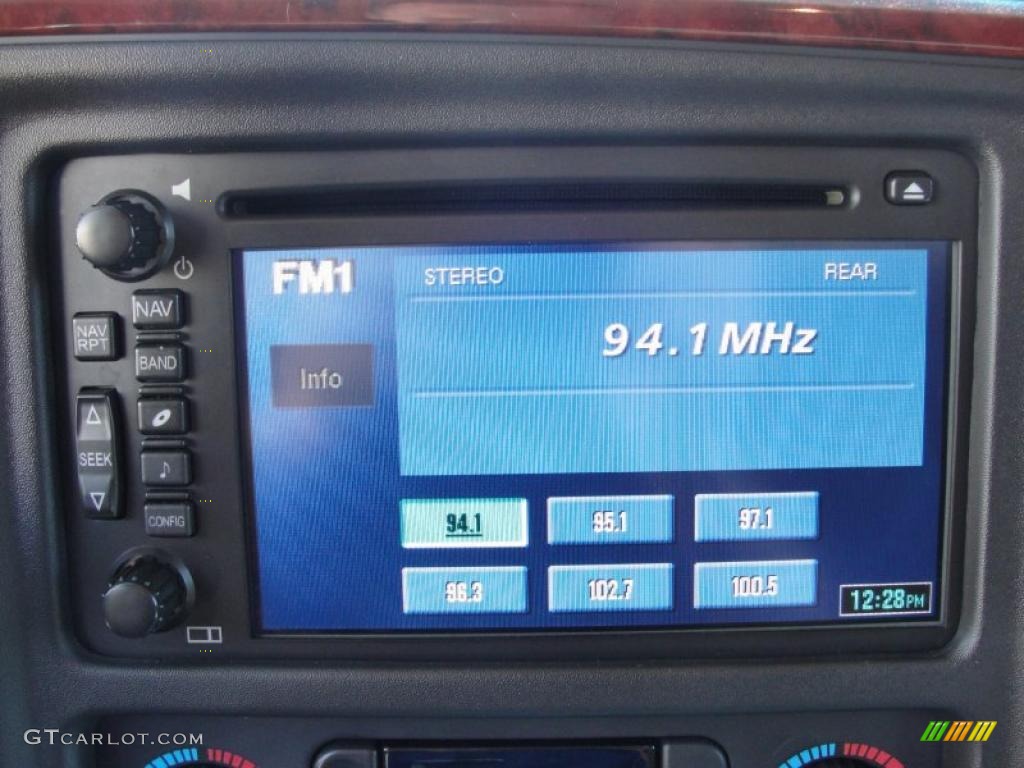 FM1
STEREO
REAR
94.1 MHz
Info
NAV
NAV RPT
BAND
SEEK
CONFIG
94.1
95.1
97.1
96.3
102.7
100.5
12:28PM
GTCARLOT.COM